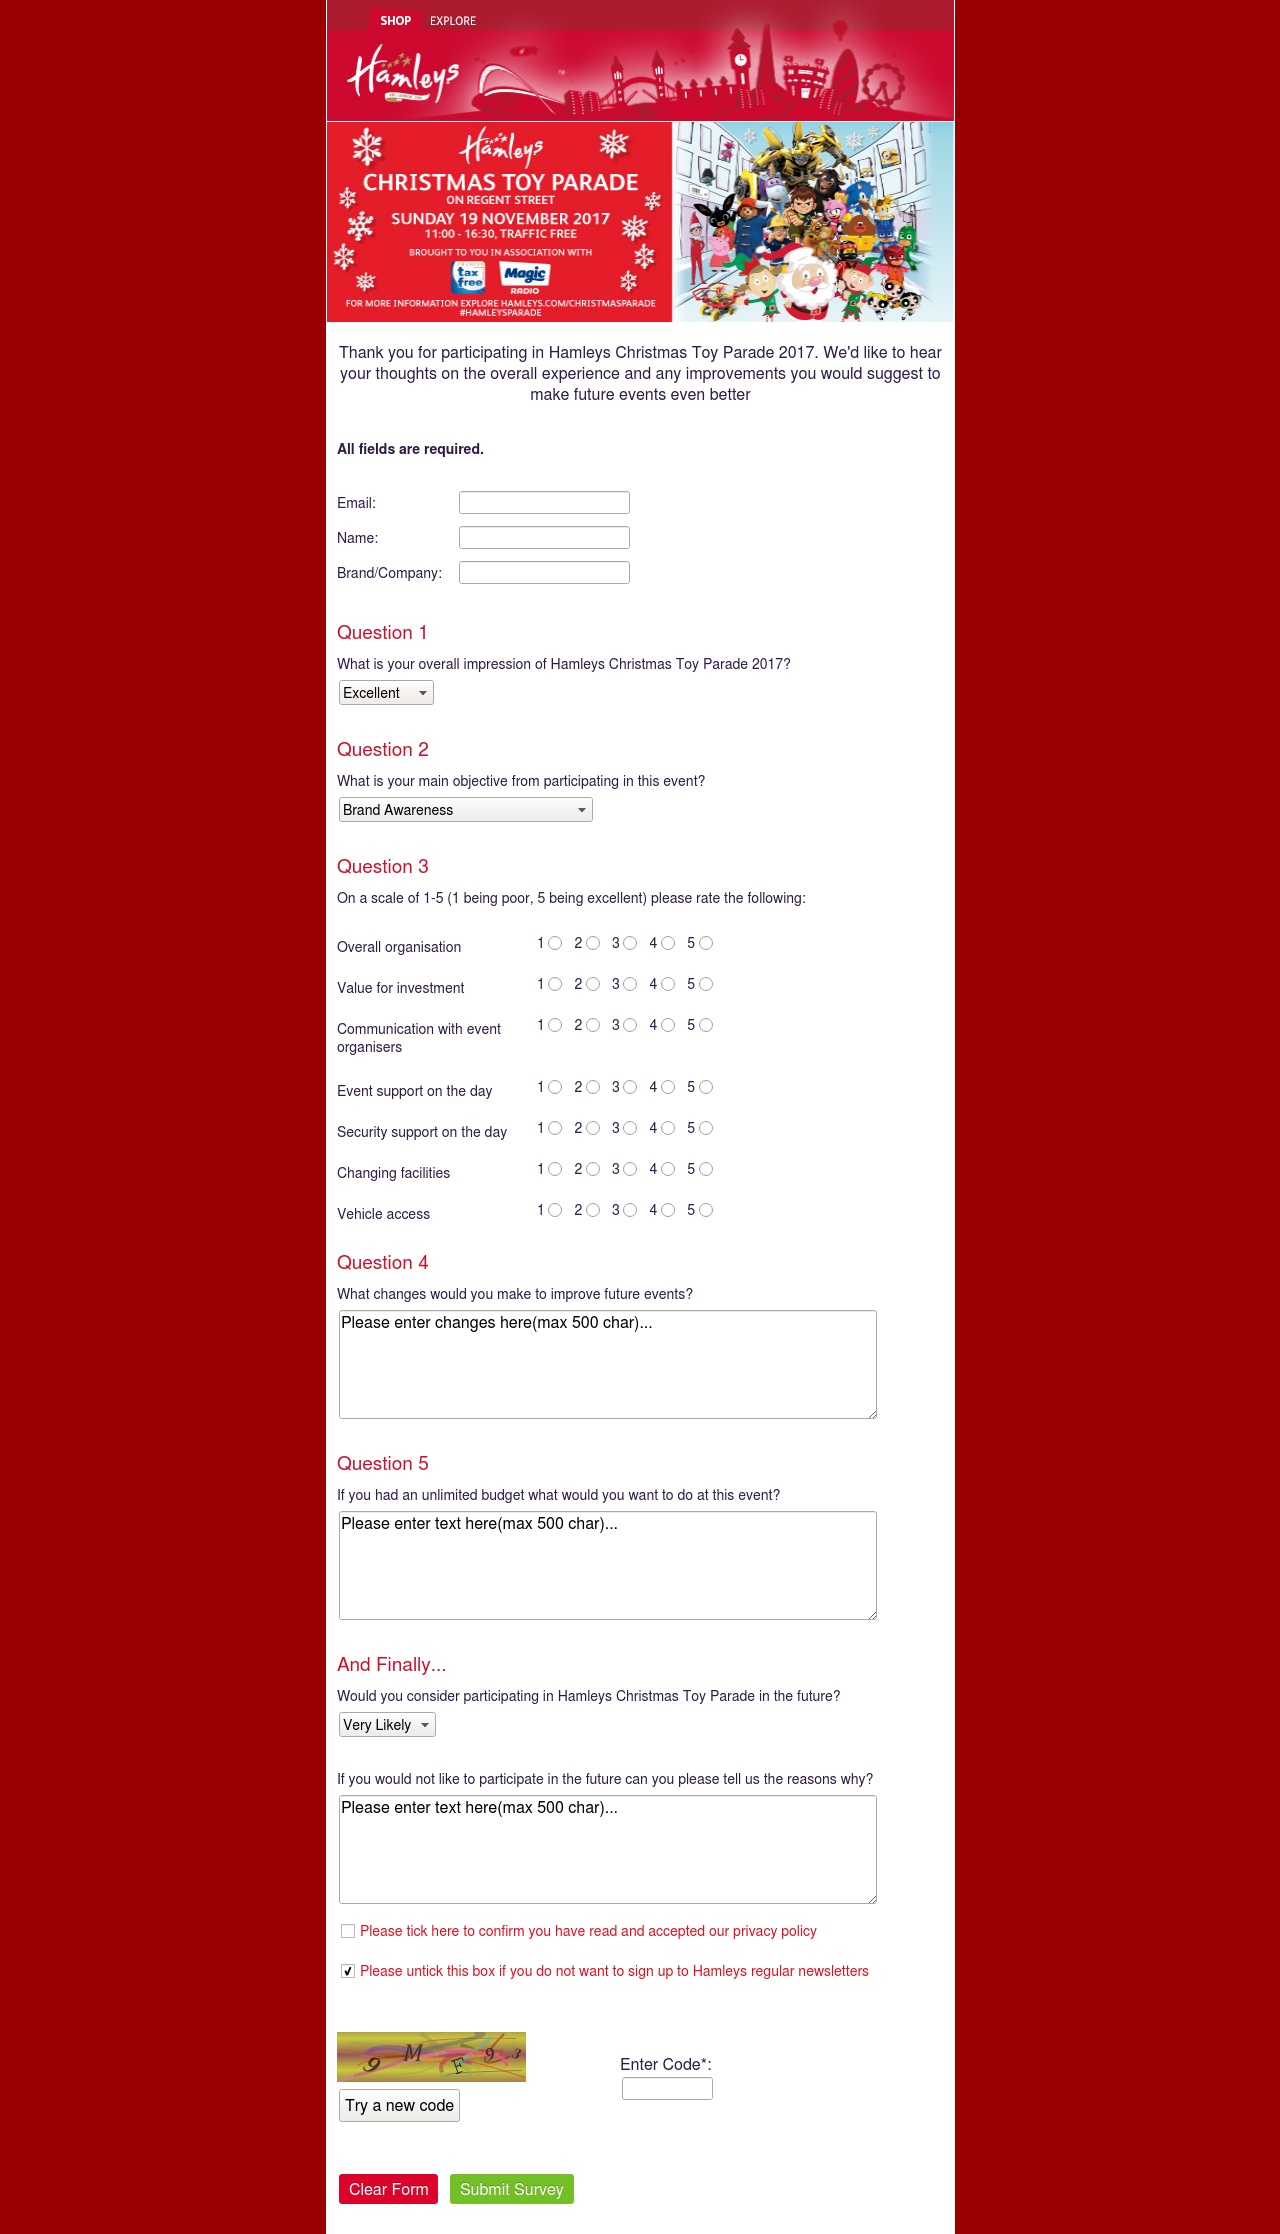 SHOP EXPLORE
Hamleys
Hamleys
CHRISTMAS TOY PARADE
ON REGENT STREET
SUNDAY 19 NOVEMBER 2017
11:00 - 16:30, TRAFFIC FREE
BROUGHT TO YOU IN ASSOCIATION WITH
tax
free
Magic
RADIO
FOR MORE INFORMATION EXPLORE HAMLEYS.COM/CHRISTMASPARADE
#HAMLEYSPARADE
Thank you for participating in Hamleys Christmas Toy Parade 2017. We'd like to hear
your thoughts on the overall experience and any improvements you would suggest to
make future events even better
All fields are required.
Email:
Name:
Brand/Company:
Question 1
What is your overall impression of Hamleys Christmas Toy Parade 2017?
Excellent
Question 2
What is your main objective from participating in this event?
Brand Awareness
Question 3
On a scale of 1-5 (1 being poor, 5 being excellent) please rate the following:
Overall organisation 1 2 3 4 5
Value for investment 1 2 3 4 5
Communication with event 1 2 3 4 5
organisers
Event support on the day 1 2 3 4 5
Security support on the day 1 2 3 4 5
Changing facilities 1 2 3 4 5
Vehicle access 1 2 3 4 5
Question 4
What changes would you make to improve future events?
Please enter changes here(max 500 char)...
Question 5
If you had an unlimited budget what would you want to do at this event?
Please enter text here(max 500 char)...
And Finally...
Would you consider participating in Hamleys Christmas Toy Parade in the future?
Very Likely
If you would not like to participate in the future can you please tell us the reasons why?
Please enter text here(max 500 char)...
Please tick here to confirm you have read and accepted our privacy policy
Please untick this box if you do not want to sign up to Hamleys regular newsletters
9 M F 9 3
Enter Code*:
Try a new code
Clear Form Submit Survey